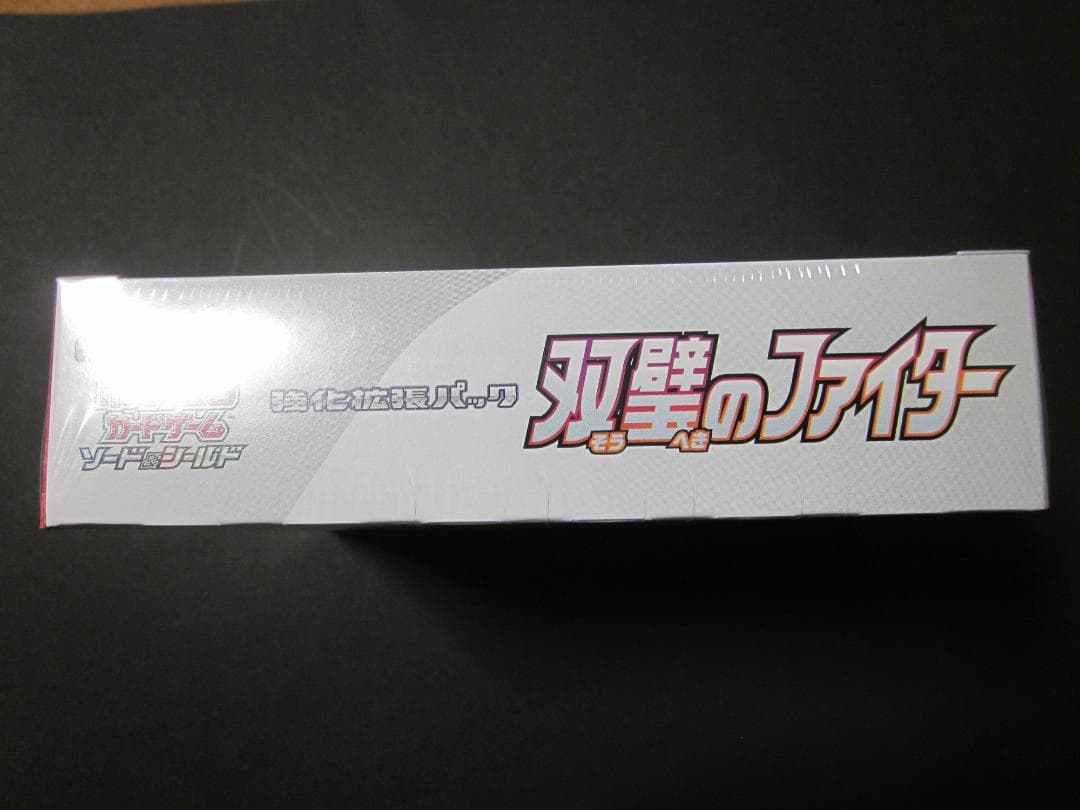 カードゲーム
ソード&シールド
強化拡張パック
双璧のファイター
そうへき